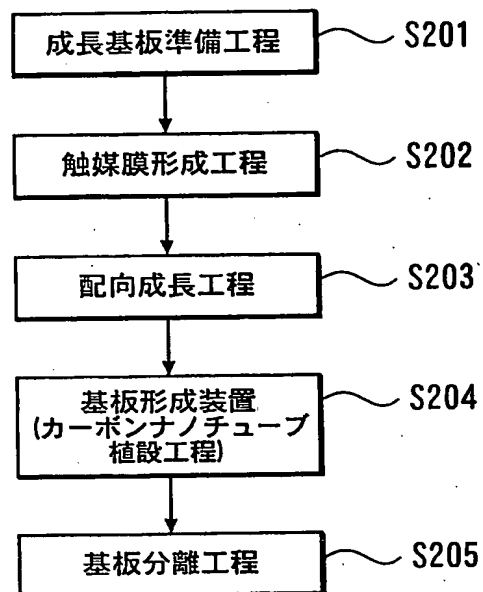 成長基板準備工程
S201
触媒膜形成工程
S202
配向成長工程
S203
基板形成装置
(カーボンナノチューブ
植設工程)
S204
基板分離工程
S205